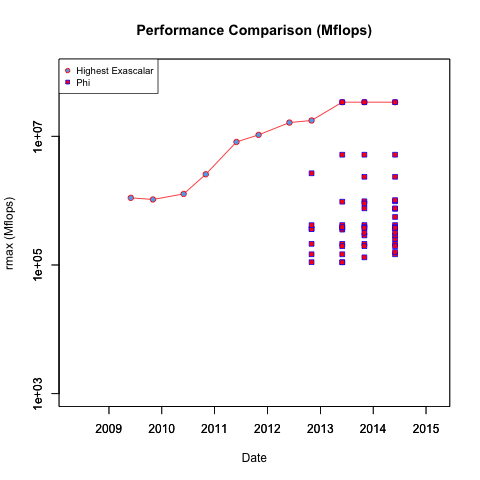 Performance Comparison (Mflops)
Highest Exascalar
Phi
rmax (Mflops)
1e+07
1e+05
1e+03
2009 2010 2011 2012 2013 2014 2015
Date